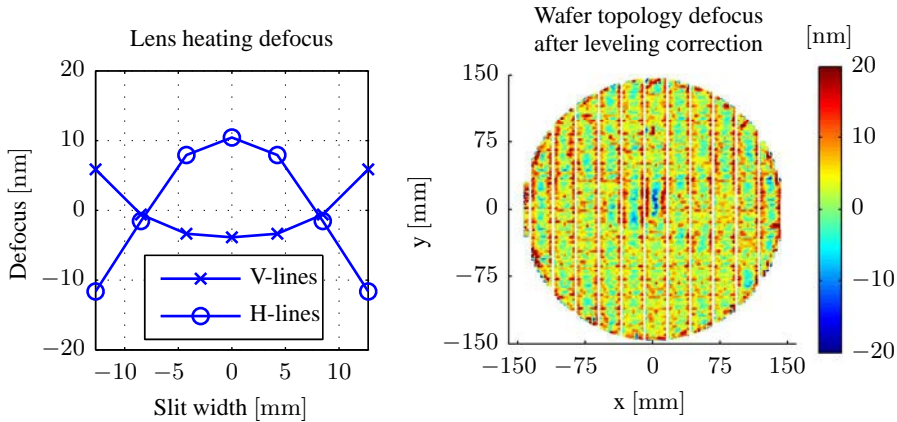 Lens heating defocus
20
10
0
−10
−20
Defocus [nm]
V-lines
H-lines
−10 −5 0 5 10
Slit width [mm]
Wafer topology defocus
after leveling correction
150
75
0
−75
−150
y [mm]
−150 −75 0 75 150
x [mm]
[nm]
20
10
0
−10
−20